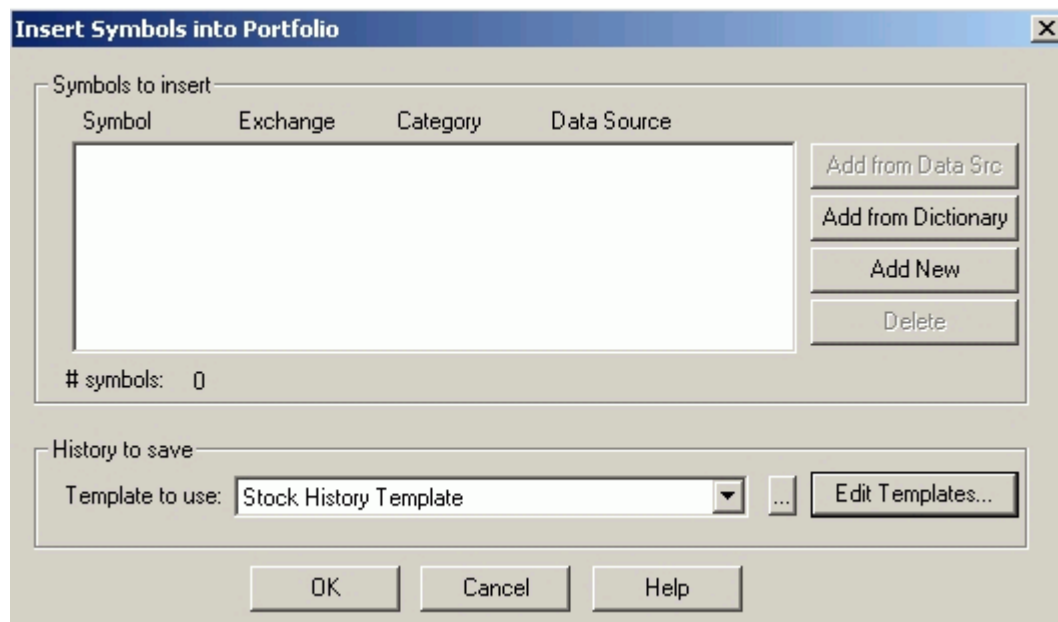 Insert Symbols into Portfolio
Symbols to insert
Symbol Exchange Category Data Source
Add from Data Src
Add from Dictionary
Add New
Delete
# symbols: 0
History to save
Template to use: Stock History Template ... Edit Templates...
OK Cancel Help